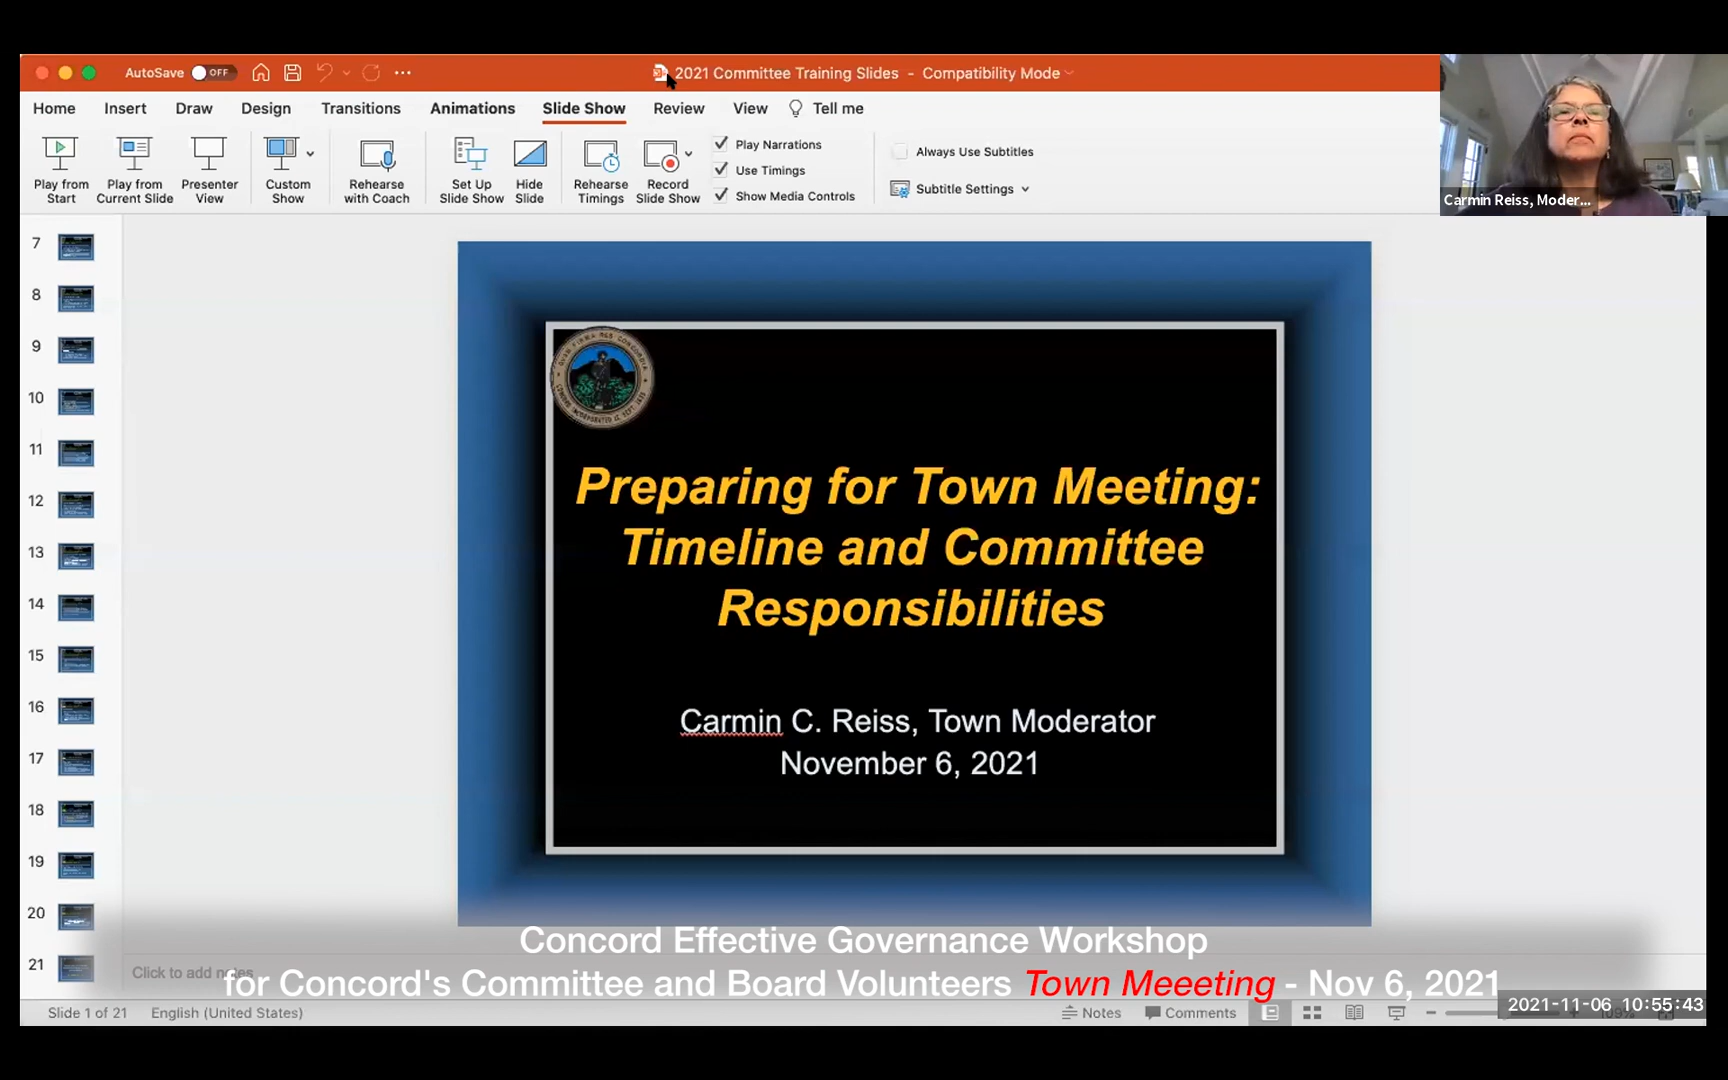 AutoSave OFF
2021 Committee Training Slides - Compatibility Mode
Home Insert Draw Design Transitions Animations Slide Show Review View Tell me
Play from Start
Play from Current Slide
Presenter View
Custom Show
Rehearse with Coach
Set Up Slide Show
Hide Slide
Rehearse Timings
Record Slide Show
Play Narrations
Use Timings
Show Media Controls
Always Use Subtitles
Subtitle Settings
Carmin Reiss, Moder...
7
8
9
10
11
12
13
14
15
16
17
18
19
20
21
Preparing for Town Meeting:
Timeline and Committee
Responsibilities
Carmin C. Reiss, Town Moderator
November 6, 2021
Click to add notes
Concord Effective Governance Workshop
for Concord's Committee and Board Volunteers Town Meeeting - Nov 6, 2021
2021-11-06 10:55:43
Slide 1 of 21 English (United States) Notes Comments